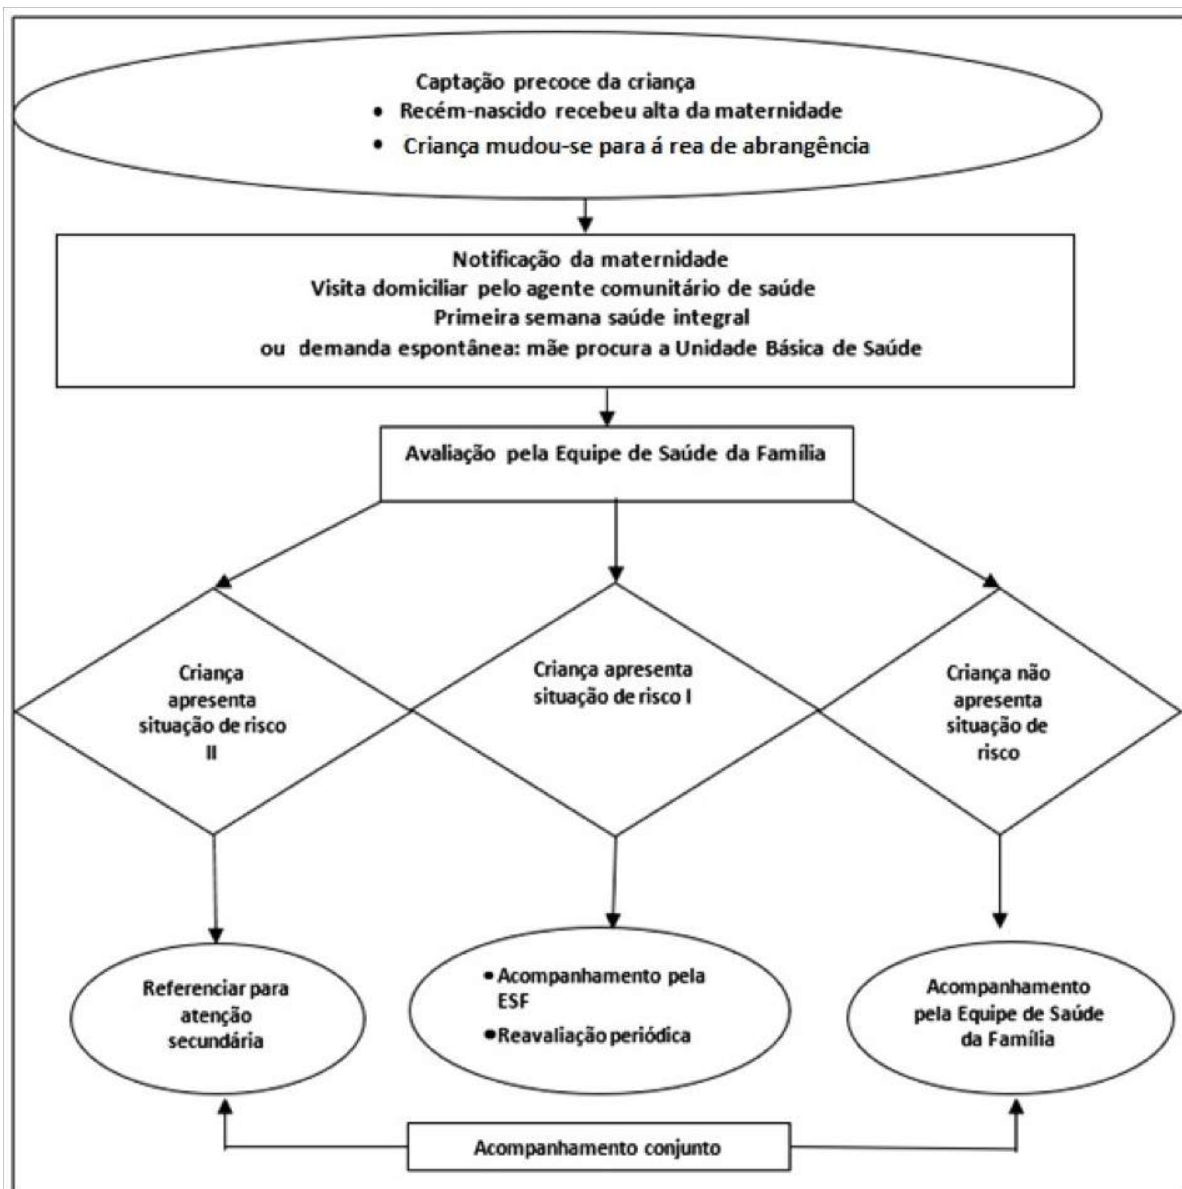 Captação precoce da criança
• Recém-nascido recebeu alta da maternidade
• Criança mudou-se para á rea de abrangência
Notificação da maternidade
Visita domiciliar pelo agente comunitário de saúde
Primeira semana saúde integral
ou demanda espontânea: mãe procura a Unidade Básica de Saúde
Avaliação pela Equipe de Saúde da Família
Criança
apresenta
situação de risco
II
Criança apresenta
situação de risco I
Criança não
apresenta
situação de
risco
Referenciar para
atenção
secundária
• Acompanhamento pela
ESF
• Reavaliação periódica
Acompanhamento
pela Equipe de Saúde
da Família
Acompanhamento conjunto